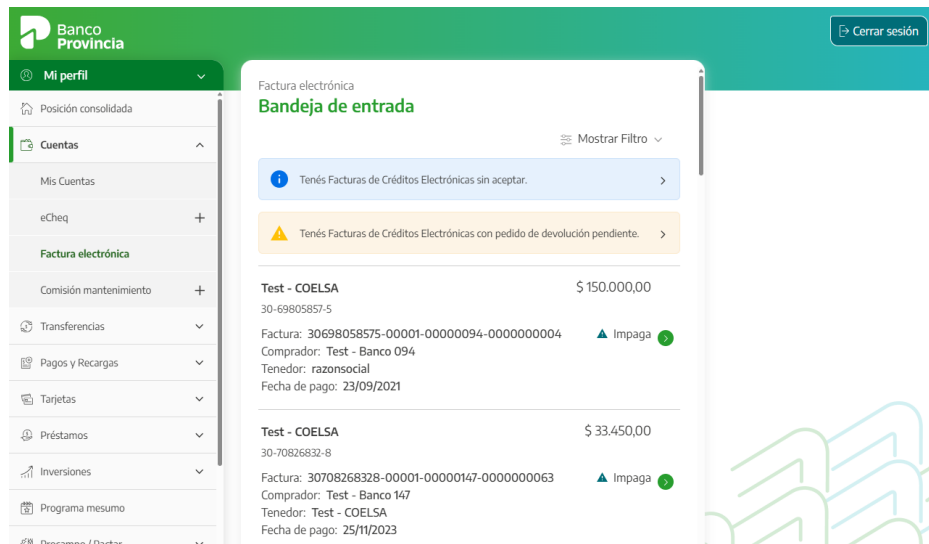 Banco
Provincia
Cerrar sesión
Mi perfil
Posición consolidada
Cuentas
Mis Cuentas
eCheq
Factura electrónica
Comisión mantenimiento
Transferencias
Pagos y Recargas
Tarjetas
Préstamos
Inversiones
Programa mesumo
Procampo / Pactar
Factura electrónica
Bandeja de entrada
Mostrar Filtro
Tenés Facturas de Créditos Electrónicas sin aceptar.
Tenés Facturas de Créditos Electrónicas con pedido de devolución pendiente.
Test - COELSA $ 150.000,00
30-69805857-5
Factura: 30698058575-00001-00000094-0000000004 Impaga
Comprador: Test - Banco 094
Tenedor: razonsocial
Fecha de pago: 23/09/2021
Test - COELSA $ 33.450,00
30-70826832-8
Factura: 30708268328-00001-00000147-0000000063 Impaga
Comprador: Test - Banco 147
Tenedor: Test - COELSA
Fecha de pago: 25/11/2023